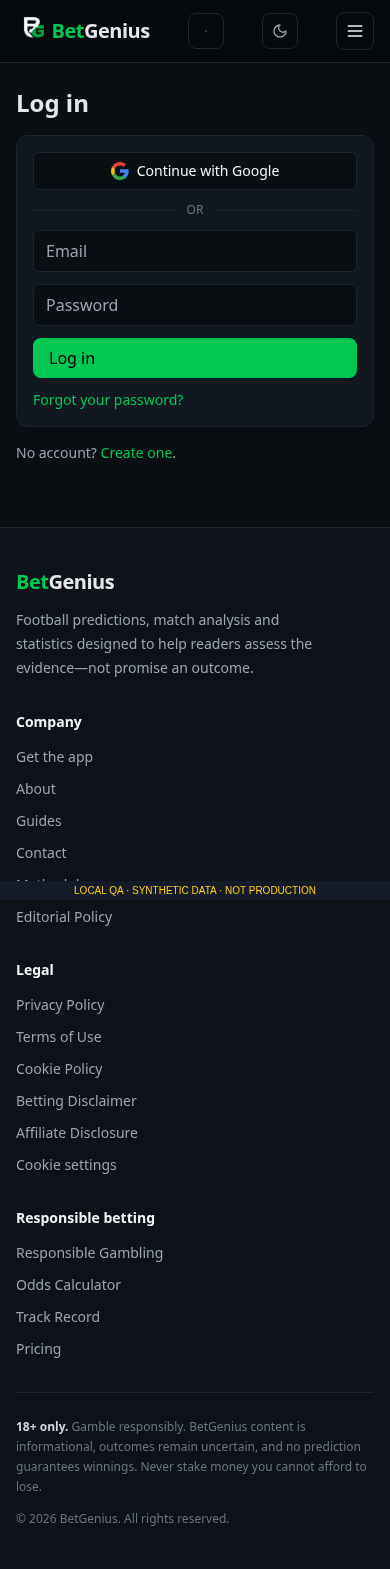 BetGenius
Log in
Continue with Google
OR
Email
Password
Log in
Forgot your password?
No account? Create one.
BetGenius
Football predictions, match analysis and
statistics designed to help readers assess the
evidence—not promise an outcome.
Company
Get the app
About
Guides
Contact
LOCAL QA · SYNTHETIC DATA · NOT PRODUCTION
Editorial Policy
Legal
Privacy Policy
Terms of Use
Cookie Policy
Betting Disclaimer
Affiliate Disclosure
Cookie settings
Responsible betting
Responsible Gambling
Odds Calculator
Track Record
Pricing
18+ only. Gamble responsibly. BetGenius content is
informational, outcomes remain uncertain, and no prediction
guarantees winnings. Never stake money you cannot afford to
lose.
© 2026 BetGenius. All rights reserved.